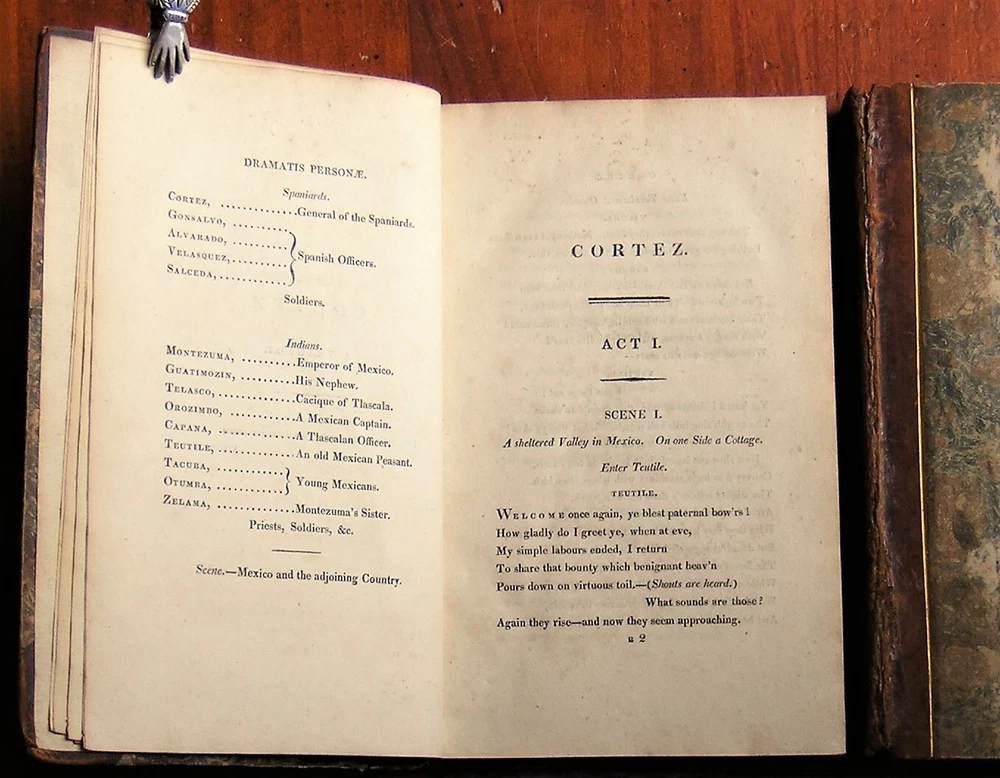 DRAMATIS PERSONÆ.
Spaniards.
CORTEZ, .............General of the Spaniards.
GONSALVO, ..........
ALVARADO, ..........
VELASQUEZ,.......... Spanish Officers.
SALCEDA,............
Soldiers.
Indians.
MONTEZUMA, ..........Emperor of Mexico.
GUATIMOZIN, ..........His Nephew.
TELASCO, .............Cacique of Tlascala.
OROZIMBO, ............A Mexican Captain.
CAPANA, ..............A Tlascalan Officer.
TEUTILE, .............An old Mexican Peasant.
TACUBA, ............
OTUMBA, ............ Young Mexicans.
ZELAMA, .............Montezuma's Sister.
Priests, Soldiers, &c.
Scene.—Mexico and the adjoining Country.
CORTEZ.
ACT I.
SCENE I.
A sheltered Valley in Mexico. On one Side a Cottage.
Enter Teutile.
TEUTILE.
WELCOME once again, ye blest paternal bow'rs!
How gladly do I greet ye, when at eve,
My simple labours ended, I return
To share that bounty which benignant heav'n
Pours down on virtuous toil.—(Shouts are heard.)
What sounds are those?
Again they rise—and now they seem approaching.
B 2